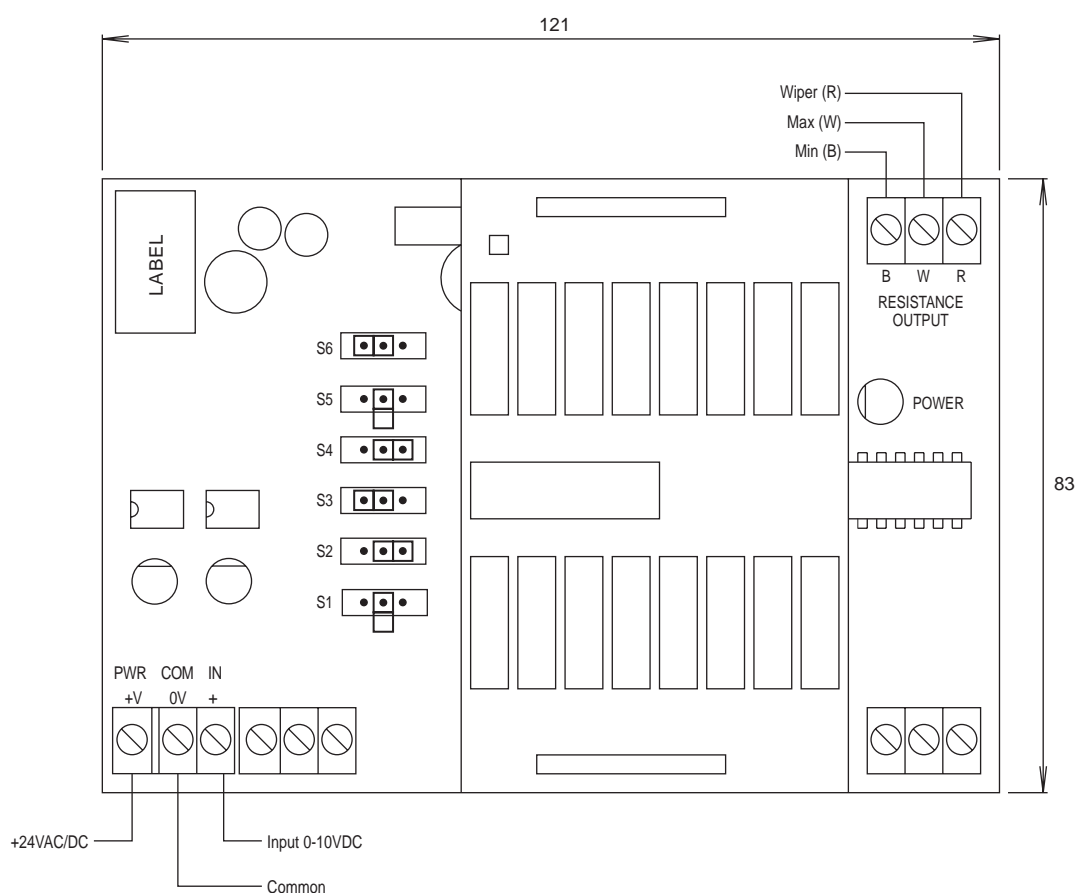 121
Wiper (R)
Max (W)
Min (B)
LABEL
B W R
RESISTANCE
OUTPUT
S6
S5
POWER
S4
83
S3
S2
S1
PWR COM IN
+V 0V +
+24VAC/DC
Input 0-10VDC
Common